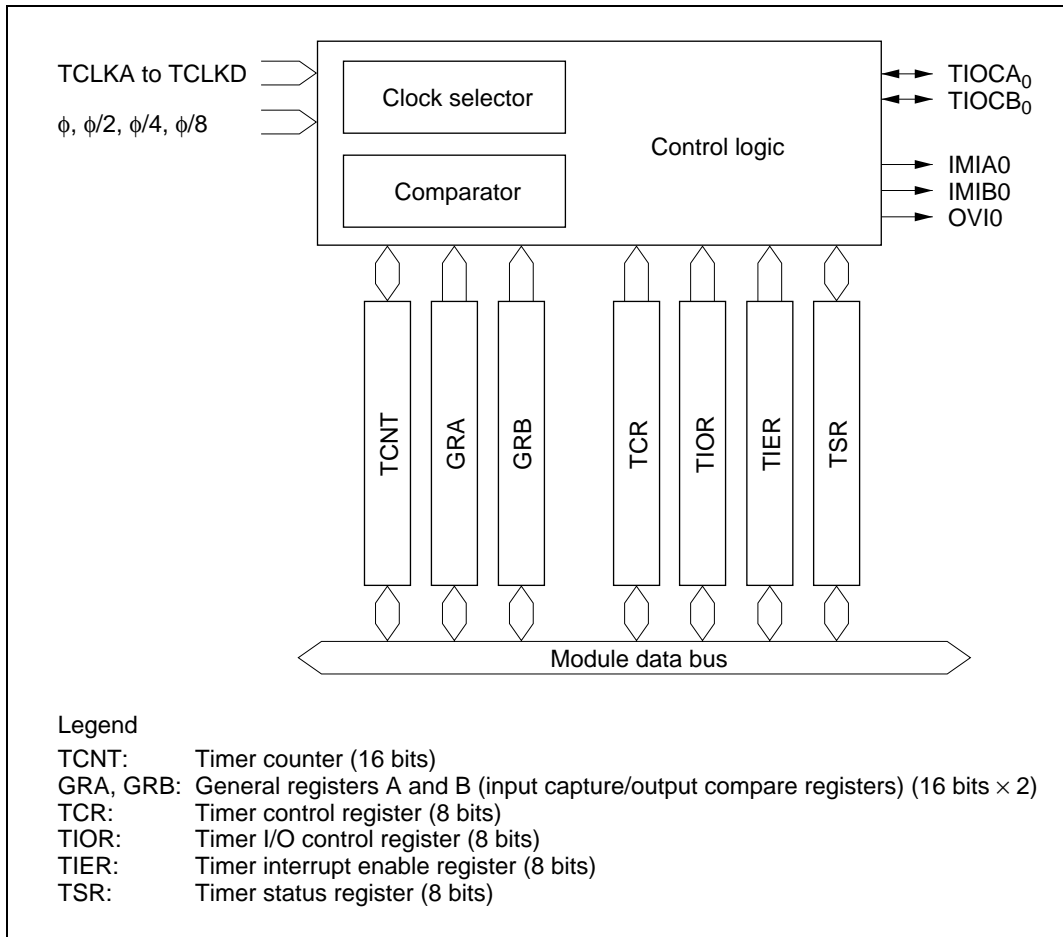 TCLKA to TCLKD
ϕ, ϕ/2, ϕ/4, ϕ/8
Clock selector
Comparator
Control logic
TIOCA₀
TIOCB₀
IMIA0
IMIB0
OVI0
TCNT
GRA
GRB
TCR
TIOR
TIER
TSR
Module data bus
Legend
TCNT: Timer counter (16 bits)
GRA, GRB: General registers A and B (input capture/output compare registers) (16 bits × 2)
TCR: Timer control register (8 bits)
TIOR: Timer I/O control register (8 bits)
TIER: Timer interrupt enable register (8 bits)
TSR: Timer status register (8 bits)